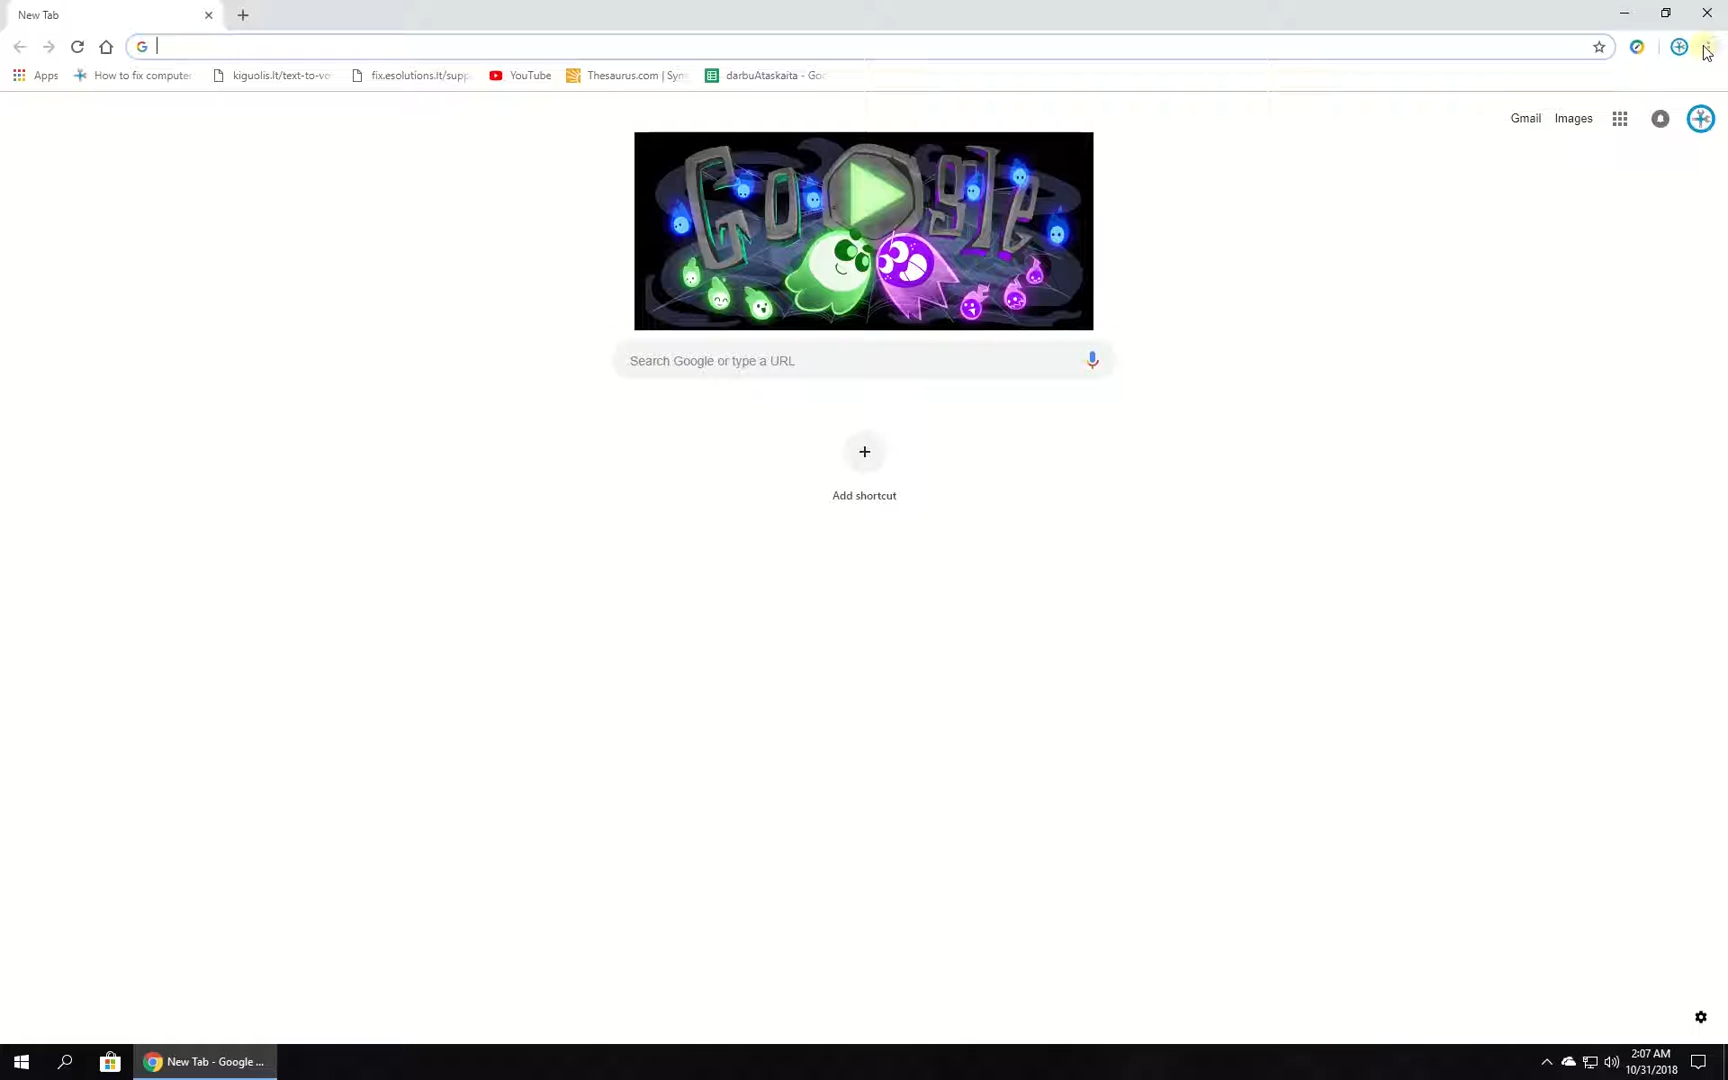 New Tab
Apps How to fix computer kiguolis.lt/text-to-vo fix.esolutions.lt/supp YouTube Thesaurus.com | Syn darbuAtaskaita - Goo
Gmail Images
Google
Search Google or type a URL
Add shortcut
New Tab - Google ...
2:07 AM
10/31/2018